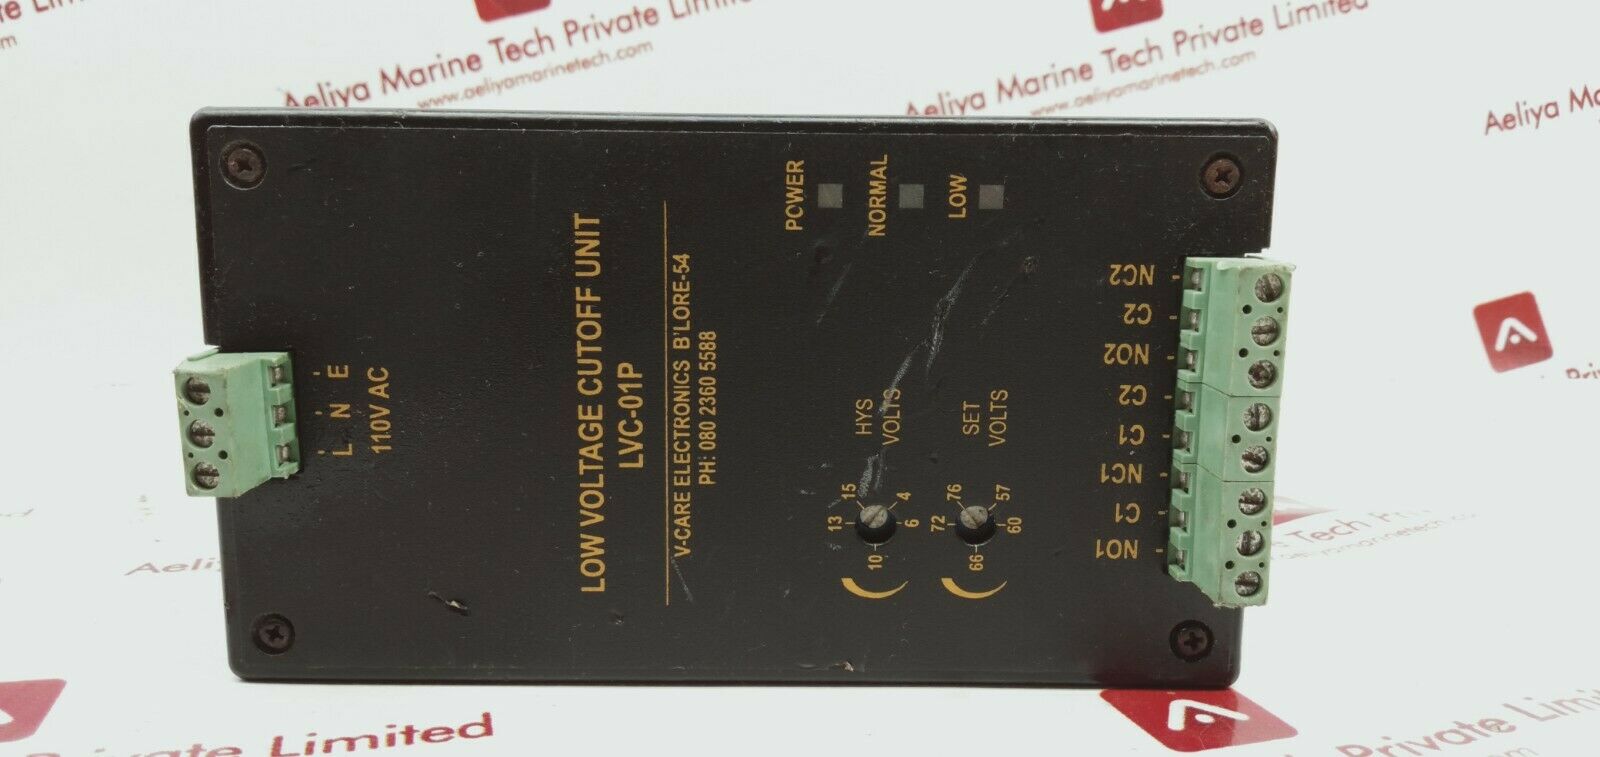 Aeliya Marine Tech Private Limited
www.aeliyamarinetech.com
Aeliya Marine Tech Private Limited
www.aeliyamarinetech.com
Aeliya
LOW VOLTAGE CUTOFF UNIT
LVC-01P
V-CARE ELECTRONICS B'LORE-54
PH: 080 2360 5588
L N E
110V AC
POWER
NORMAL
LOW
HYS
VOLTS
4
6
10
13
15
SET
VOLTS
57
60
66
72
76
NC2
C2
NO2
C2
C1
NC1
C1
NO1
Private Limited
Private Limited